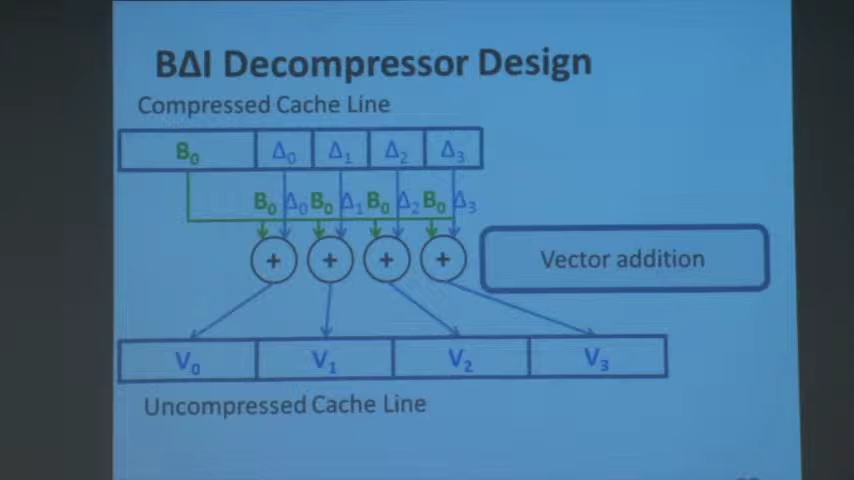 BΔI Decompressor Design
Compressed Cache Line
B₀ Δ₀ Δ₁ Δ₂ Δ₃
B₀ Δ₀ B₀ Δ₁ B₀ Δ₂ B₀ Δ₃
+ + + + Vector addition
V₀ V₁ V₂ V₃
Uncompressed Cache Line